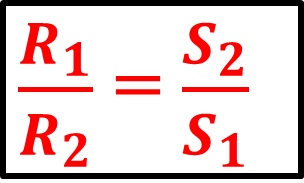 R₁/R₂ = S₂/S₁